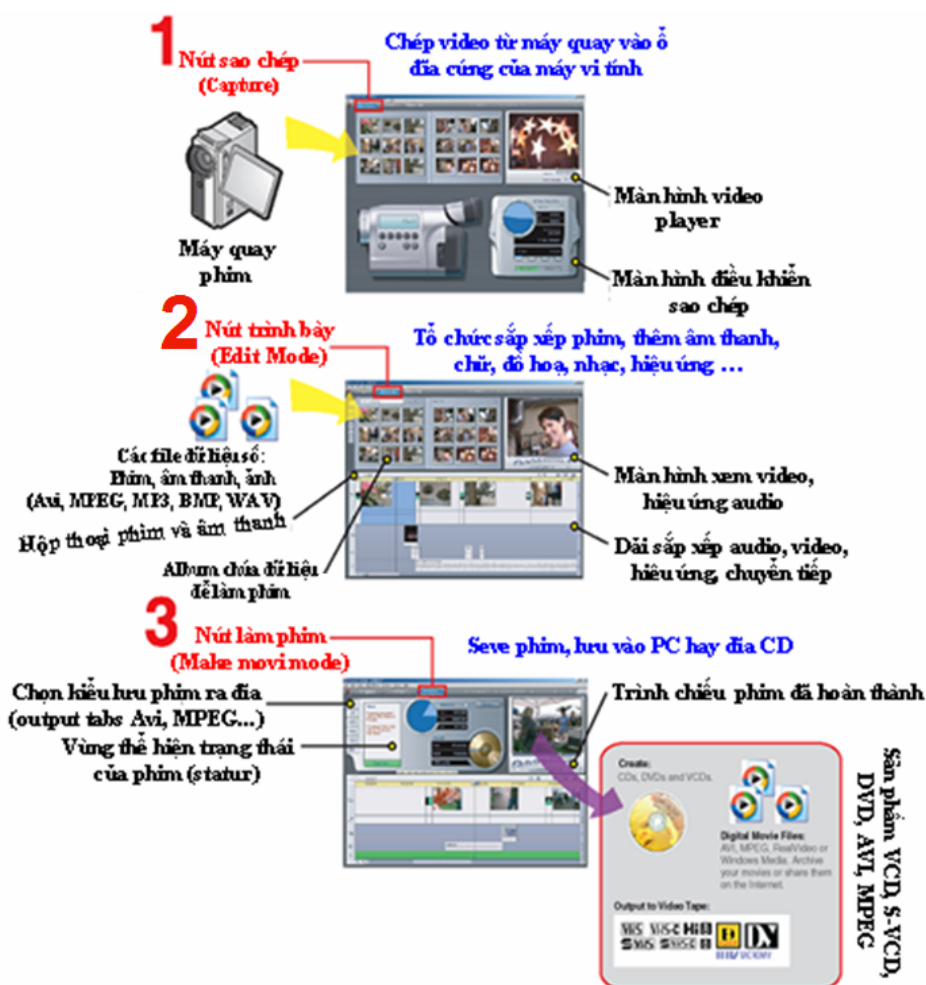 1
Nút sao chép
(Capture)
Chép video từ máy quay vào ổ
đĩa cứng của máy vi tính
Máy quay
phim
Màn hình video
player
Màn hình điều khiển
sao chép
2
Nút trình bày
(Edit Mode)
Tổ chức sắp xếp phim, thêm âm thanh,
chữ, đồ hoạ, nhạc, hiệu ứng ...
Các file dữ liệu số:
Phim, âm thanh, ảnh
(Avi, MPEG, MP3, BMP, WAV)
Hộp thoại phim và âm thanh
Album chúa dữ liệu
để làm phim
Màn hình xem video,
hiệu ứng audio
Dải sắp xếp audio, video,
hiêu ứng, chuyển tiếp
3
Nút làm phim
(Make movi mode)
Seve phim, lưu vào PC hay đĩa CD
Chọn kiểu lưu phim ra đĩa
(output tabs Avi, MPEG...)
Vùng thể hiện trạng thái
của phim (statur)
Trình chiếu phim đã hoàn thành
Create:
CDs, DVDs and VCDs.
Digital Movie Files:
AVI, MPEG, RealVideo or
Windows Media. Archive
your movies or share them
on the Internet.
Output to Video Tape:
VHS VHS-C Hi8
SVHS SVHS-C 8
Sản phẩm VCD, S-VCD,
DVD, AVI, MPEG